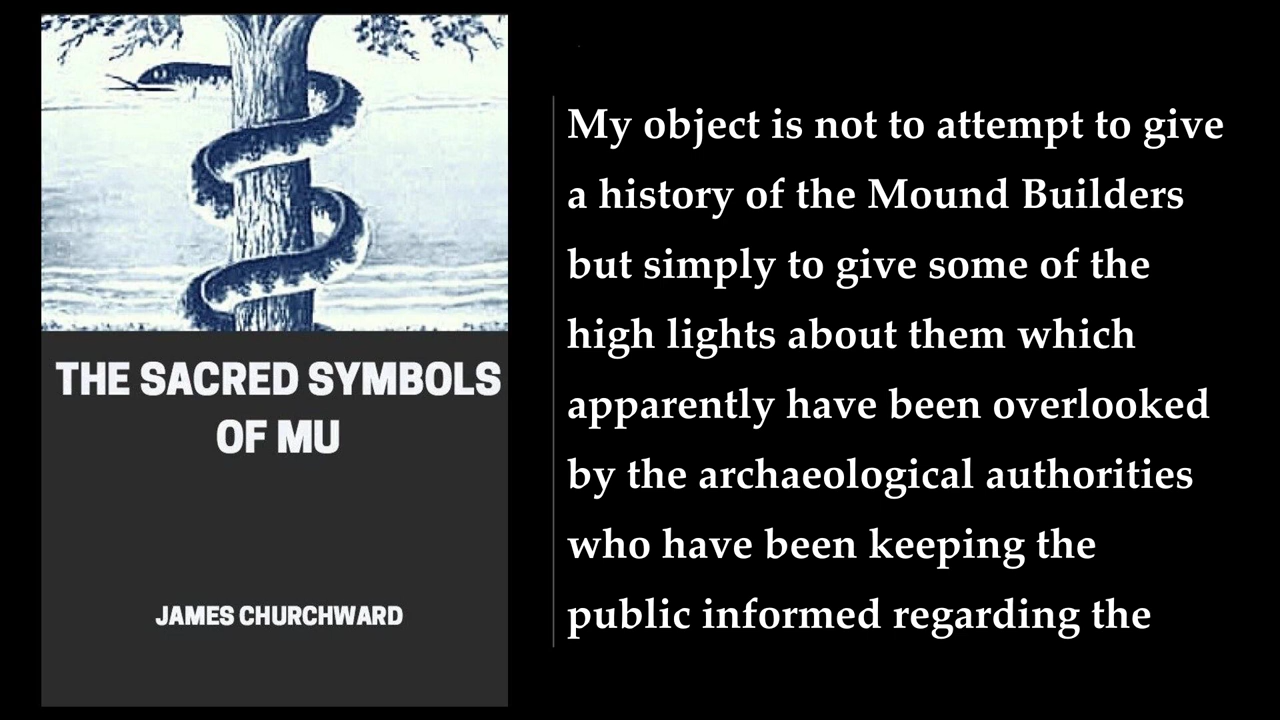 THE SACRED SYMBOLS
OF MU
JAMES CHURCHWARD
My object is not to attempt to give
a history of the Mound Builders
but simply to give some of the
high lights about them which
apparently have been overlooked
by the archaeological authorities
who have been keeping the
public informed regarding the